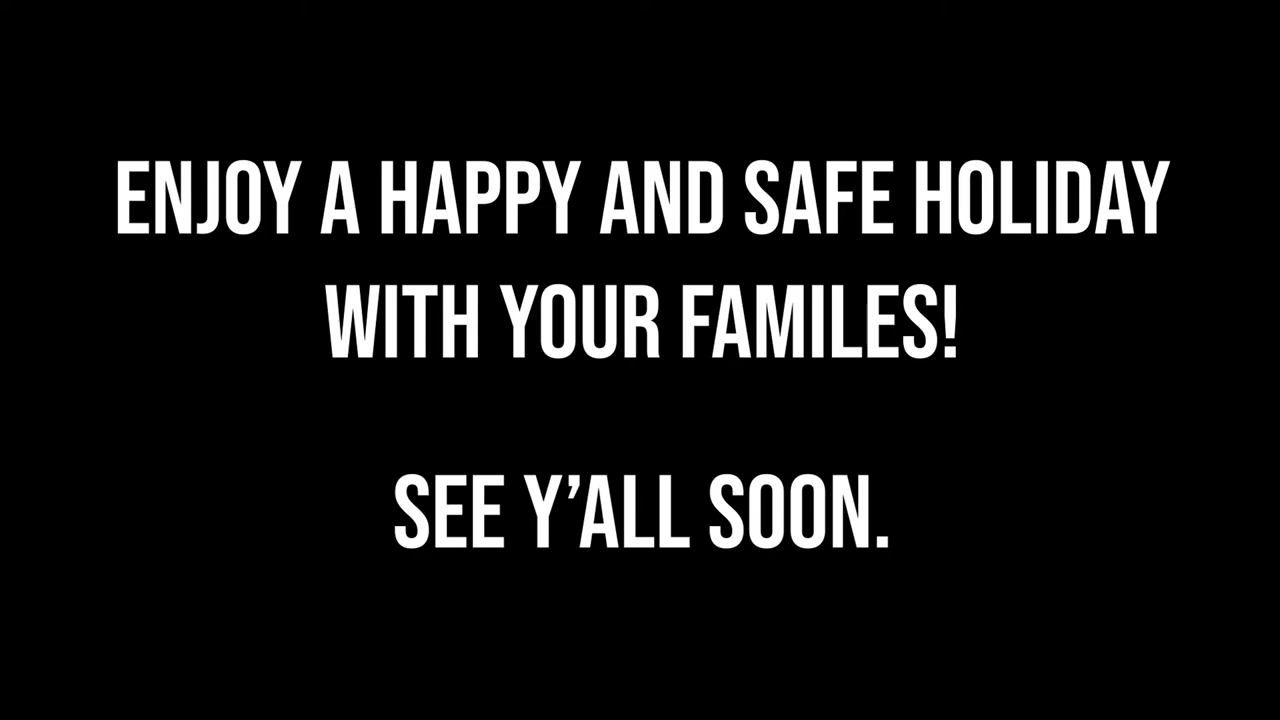 ENJOY A HAPPY AND SAFE HOLIDAY
WITH YOUR FAMILES!
SEE Y’ALL SOON.